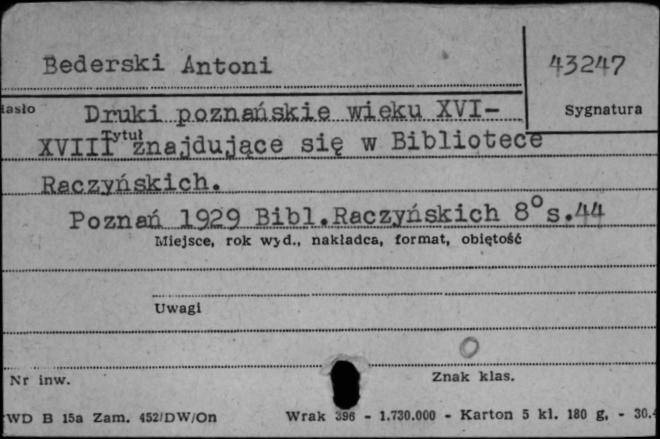 Bederski Antoni
43247
iasło
Sygnatura
Druki poznańskie wieku XVI-
Tytuł
XVIII znajdujące się w Bibliotece
Raczyńskich.
Poznań 1929 Bibl.Raczyńskich 8° s.44
Miejsce, rok wyd., nakładca, format, objętość
Uwagi
Nr inw.
Znak klas.
WD B 15a Zam. 452/DW/On Wrak 396 - 1.730.000 - Karton 5 kl. 180 g. - 30.